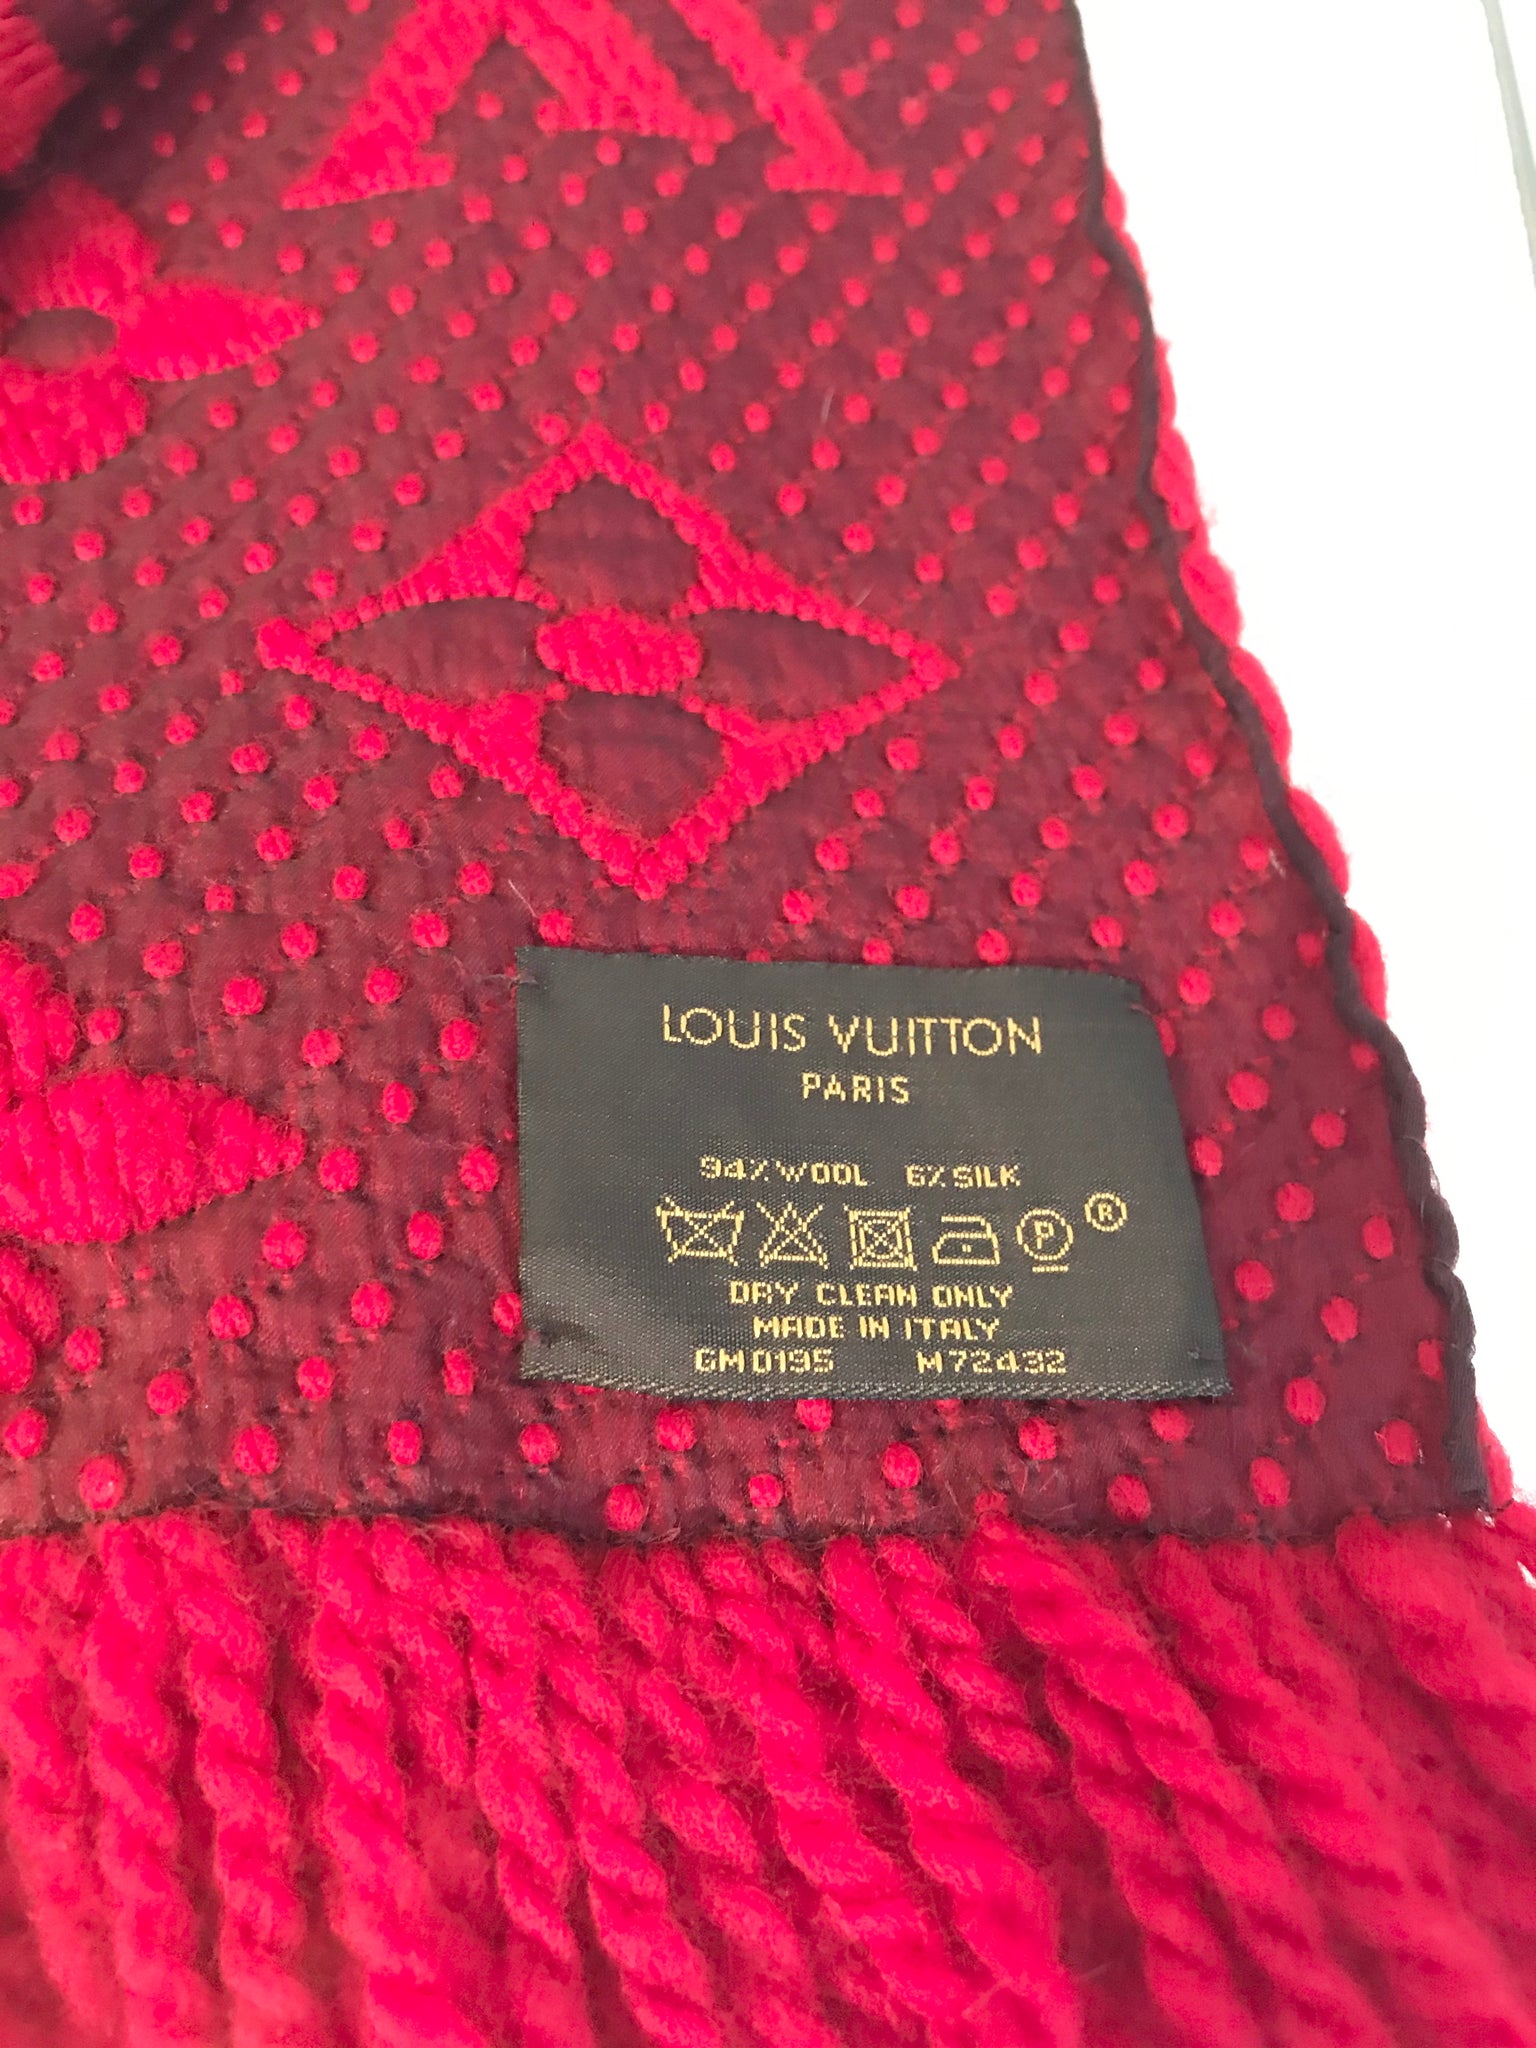 LOUIS VUITTON
PARIS
94% WOOL 6% SILK
P ®
DRY CLEAN ONLY
MADE IN ITALY
GM0195 M72432